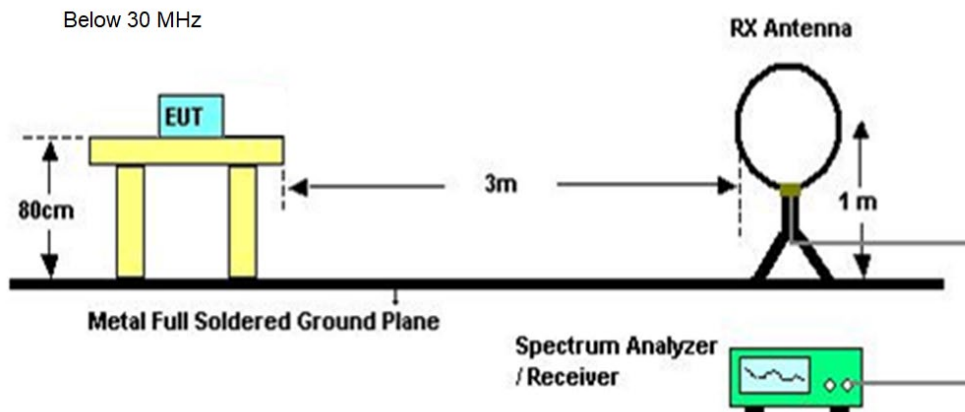 Below 30 MHz
RX Antenna
EUT
80cm
3m
1 m
Metal Full Soldered Ground Plane
Spectrum Analyzer
/ Receiver